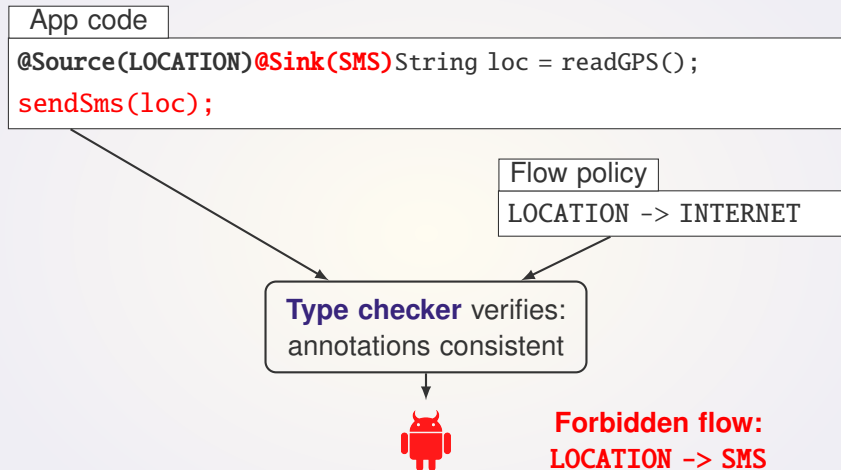 App code
@Source(LOCATION)@Sink(SMS)String loc = readGPS();
sendSms(loc);
Flow policy
LOCATION -> INTERNET
Type checker verifies:
annotations consistent
Forbidden flow:
LOCATION -> SMS